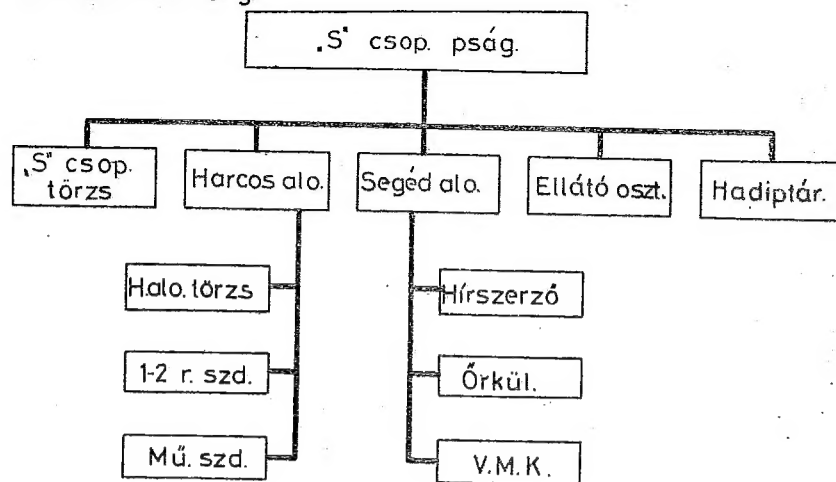 „S" csop. pság.
„S" csop.
törzs
Harcos alo.
Segéd alo.
Ellátó oszt.
Hadiptár.
H.alo. törzs
1-2 r. szd.
Mű. szd.
Hírszerző
Őrkül.
V.M.K.